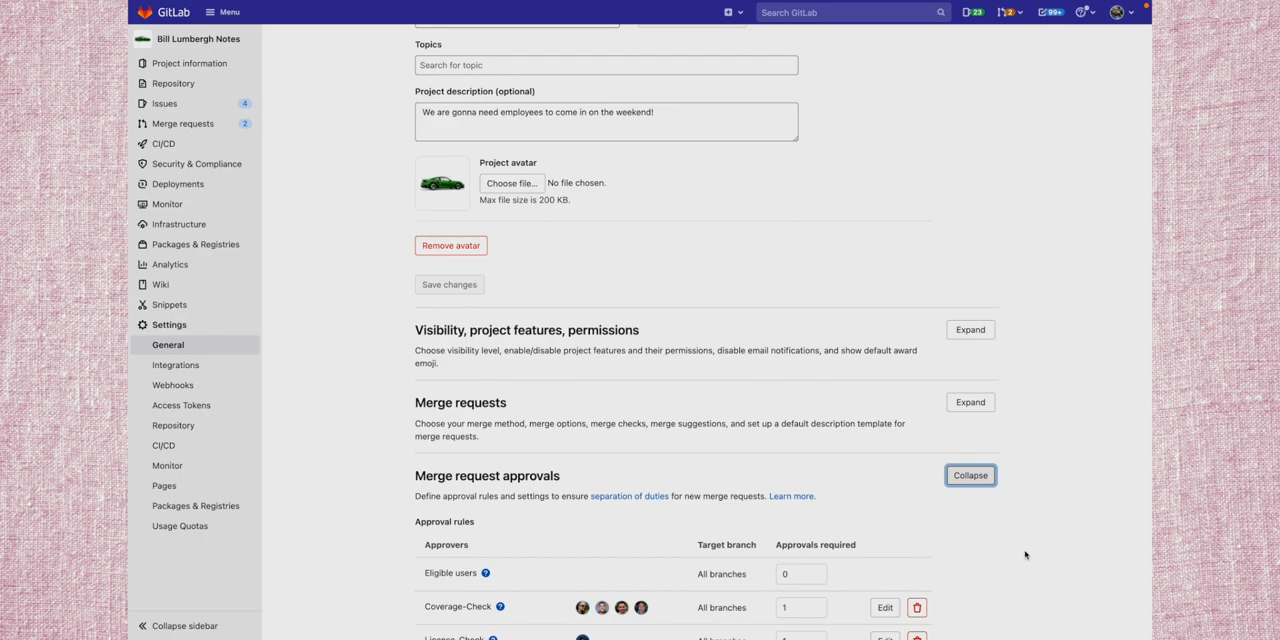 GitLab
Menu
Search GitLab
23
2
99+
Bill Lumbergh Notes
Project information
Repository
Issues
4
Merge requests
2
CI/CD
Security & Compliance
Deployments
Monitor
Infrastructure
Packages & Registries
Analytics
Wiki
Snippets
Settings
General
Integrations
Webhooks
Access Tokens
Repository
CI/CD
Monitor
Pages
Packages & Registries
Usage Quotas
Collapse sidebar
Topics
Search for topic
Project description (optional)
We are gonna need employees to come in on the weekend!
Project avatar
Choose file... No file chosen.
Max file size is 200 KB.
Remove avatar
Save changes
Visibility, project features, permissions
Expand
Choose visibility level, enable/disable project features and their permissions, disable email notifications, and show default award
emoji.
Merge requests
Expand
Choose your merge method, merge options, merge checks, merge suggestions, and set up a default description template for
merge requests.
Merge request approvals
Collapse
Define approval rules and settings to ensure separation of duties for new merge requests. Learn more.
Approval rules
Approvers Target branch Approvals required
Eligible users ? All branches 0
Coverage-Check ? All branches 1 Edit
License-Check ? All branches 1 Edit